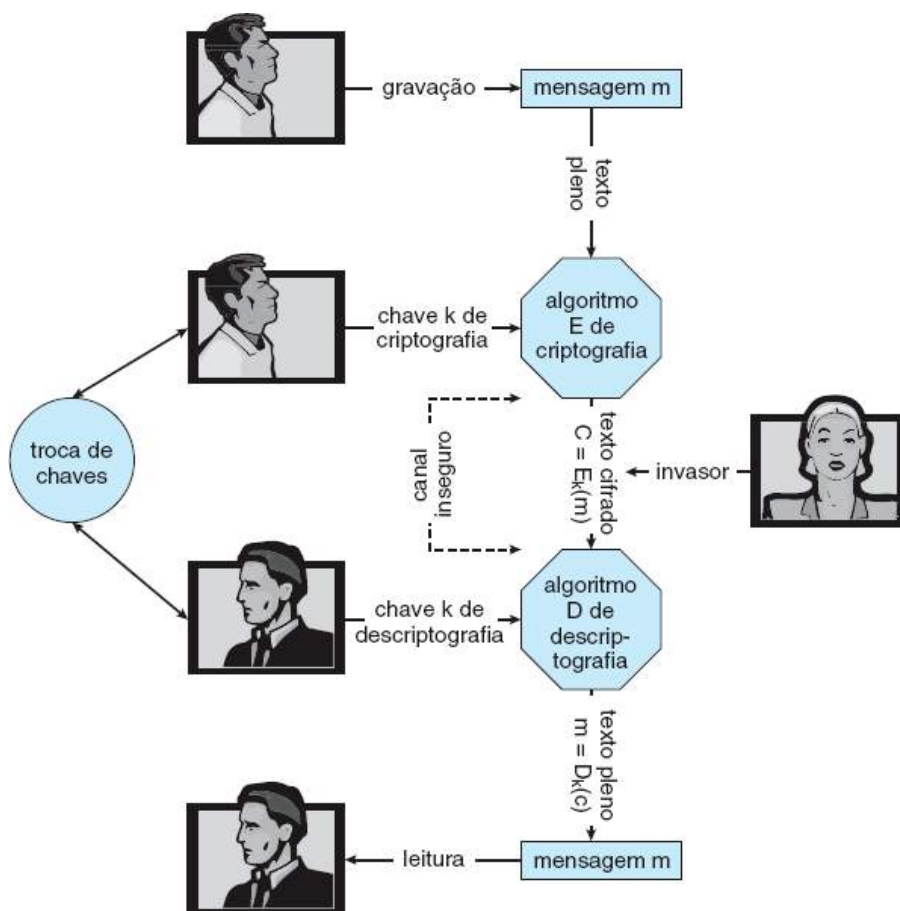 gravação
mensagem m
texto
pleno
chave k de
criptografia
algoritmo
E de
criptografia
troca de
chaves
canal
inseguro
texto cifrado
C = Eₖ(m)
invasor
chave k de
descriptografia
algoritmo
D de
descrip-
tografia
texto pleno
m = Dₖ(c)
leitura
mensagem m